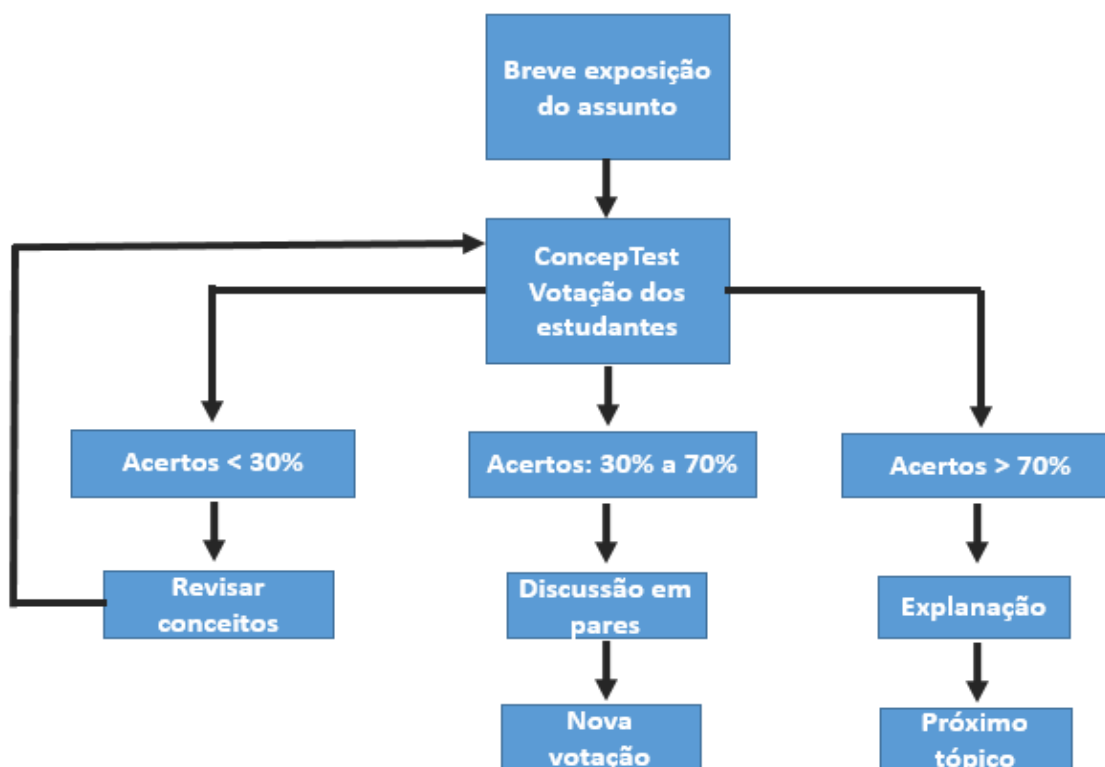 Breve exposição
do assunto
ConcepTest
Votação dos
estudantes
Acertos < 30%
Acertos: 30% a 70%
Acertos > 70%
Revisar
conceitos
Discussão em
pares
Explanação
Nova
votação
Próximo
tópico